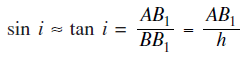 sin i ≈ tan i = AB₁/BB₁ = AB₁/h